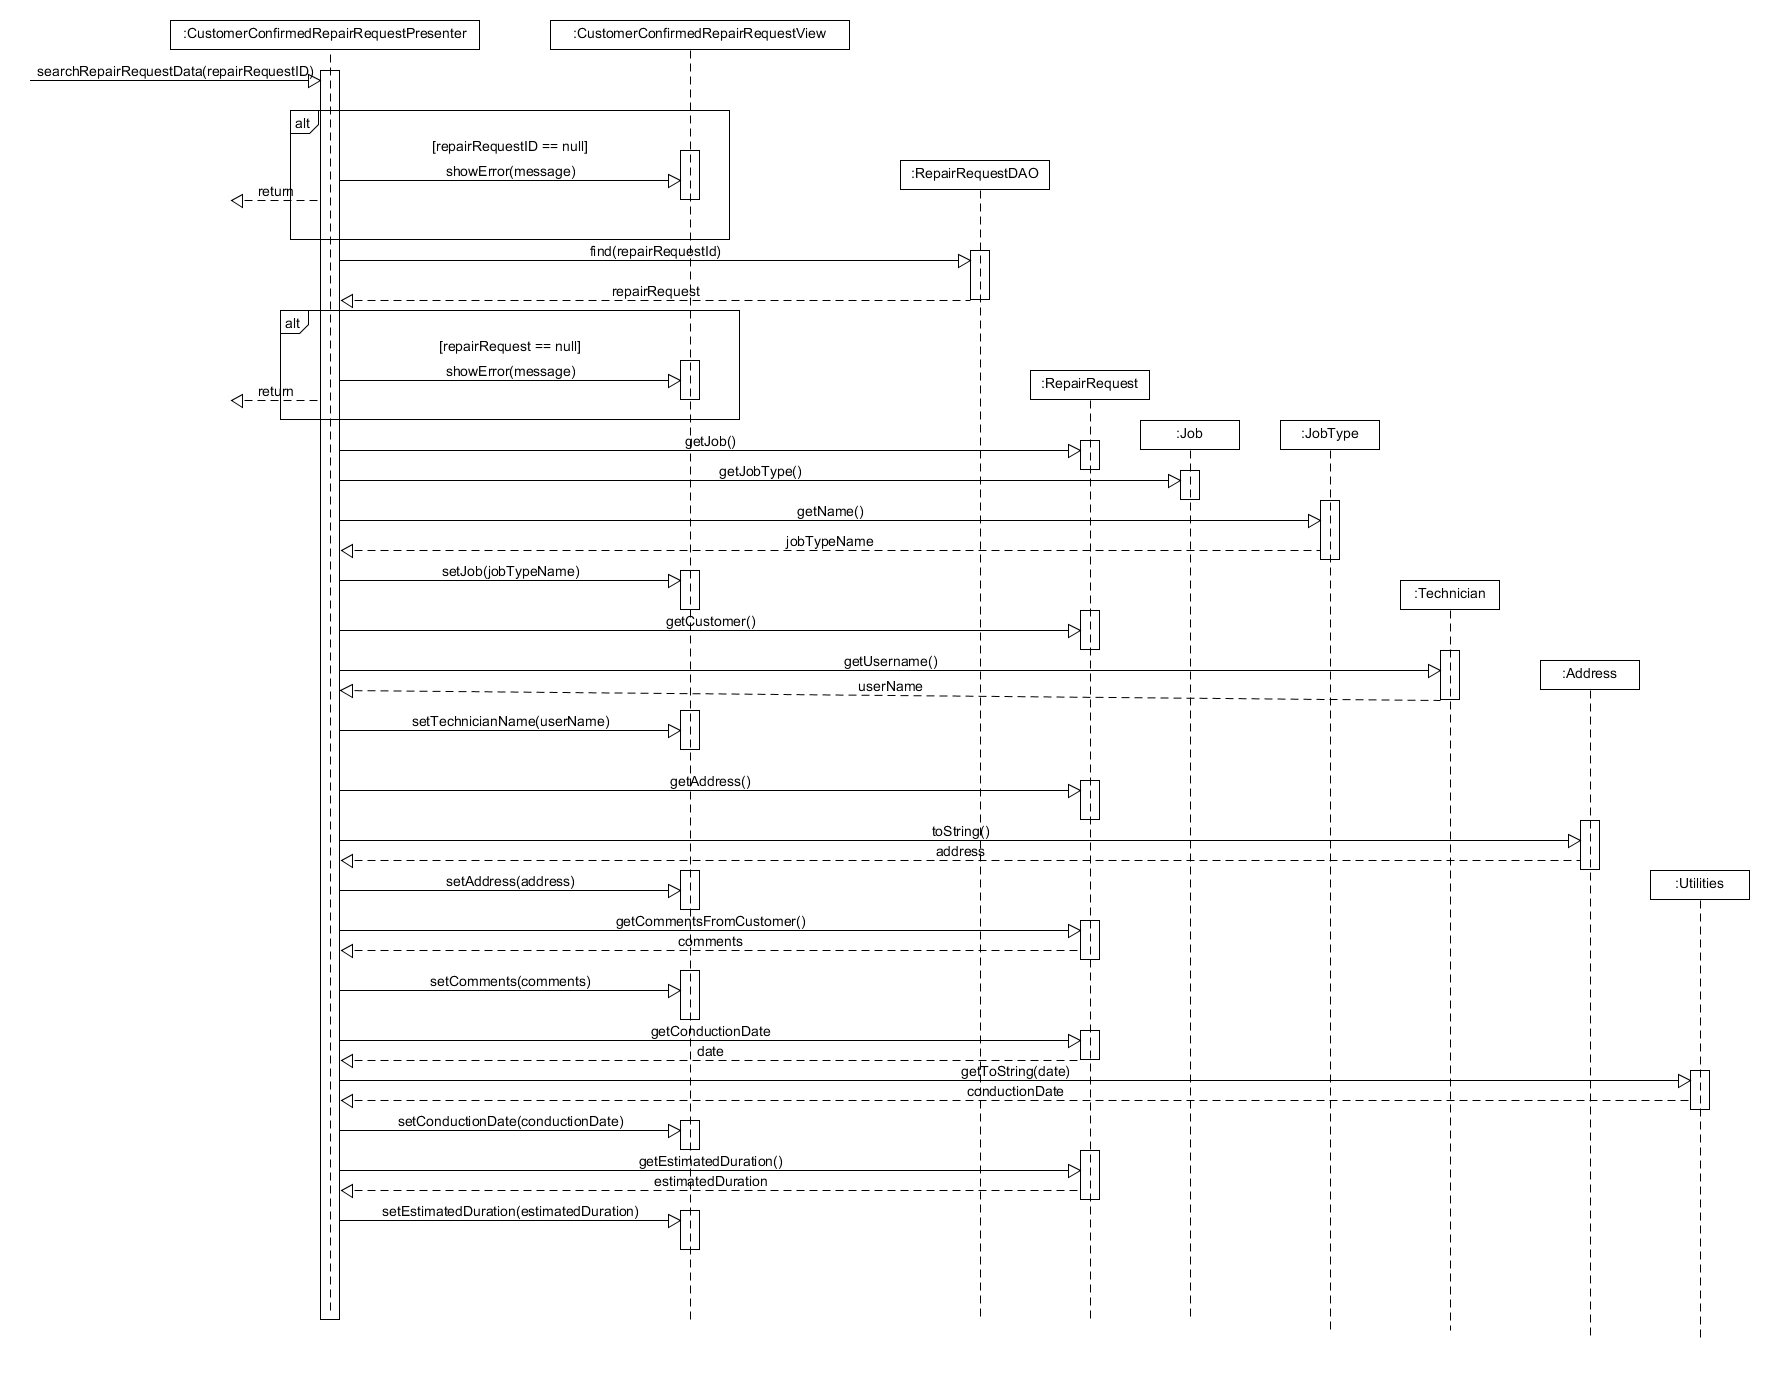 :CustomerConfirmedRepairRequestPresenter
:CustomerConfirmedRepairRequestView
searchRepairRequestData(repairRequestID)
alt
[repairRequestID == null]
showError(message)
:RepairRequestDAO
return
find(repairRequestId)
repairRequest
alt
[repairRequest == null]
showError(message)
:RepairRequest
return
:Job
:JobType
getJob()
getJobType()
getName()
jobTypeName
setJob(jobTypeName)
:Technician
getCustomer()
getUsername()
:Address
userName
setTechnicianName(userName)
getAddress()
toString()
address
setAddress(address)
:Utilities
getCommentsFromCustomer()
comments
setComments(comments)
getConductionDate
date
getToString(date)
conductionDate
setConductionDate(conductionDate)
getEstimatedDuration()
estimatedDuration
setEstimatedDuration(estimatedDuration)